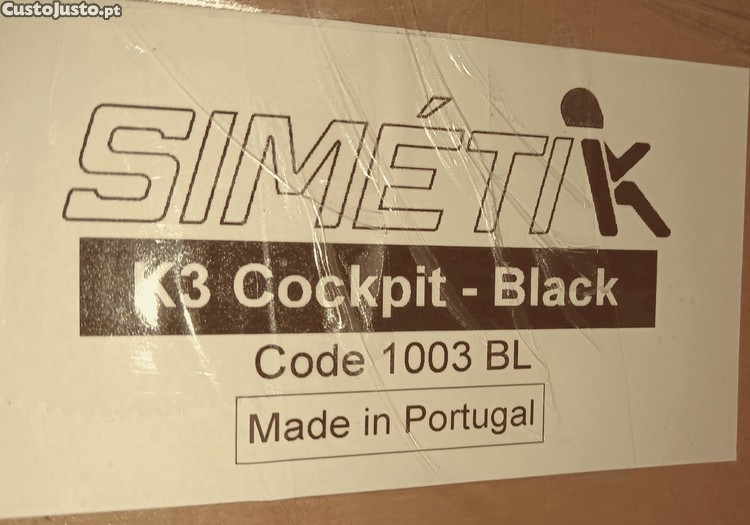 CustoJusto.pt
SIMÉTIK
K3 Cockpit - Black
Code 1003 BL
Made in Portugal